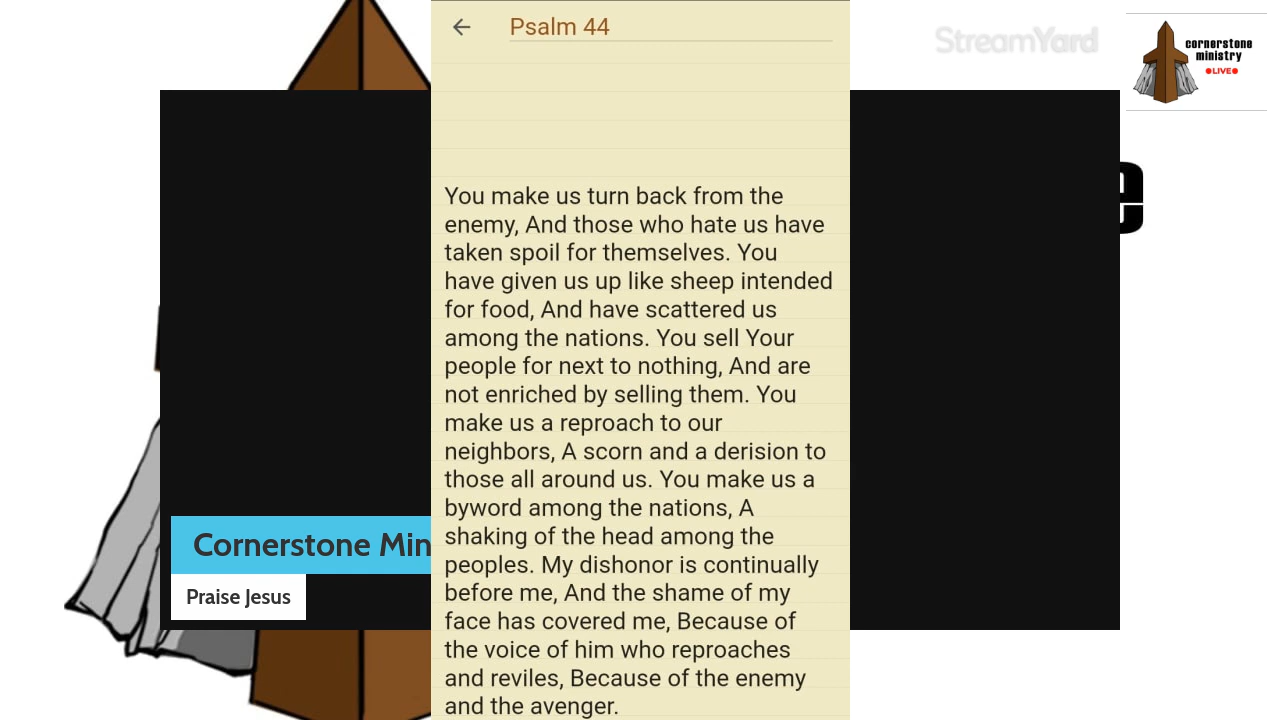 Psalm 44
StreamYard
cornerstone
ministry
LIVE
e
You make us turn back from the
enemy, And those who hate us have
taken spoil for themselves. You
have given us up like sheep intended
for food, And have scattered us
among the nations. You sell Your
people for next to nothing, And are
not enriched by selling them. You
make us a reproach to our
neighbors, A scorn and a derision to
those all around us. You make us a
byword among the nations, A
shaking of the head among the
peoples. My dishonor is continually
before me, And the shame of my
face has covered me, Because of
the voice of him who reproaches
and reviles, Because of the enemy
and the avenger.
Cornerstone Min
Praise Jesus